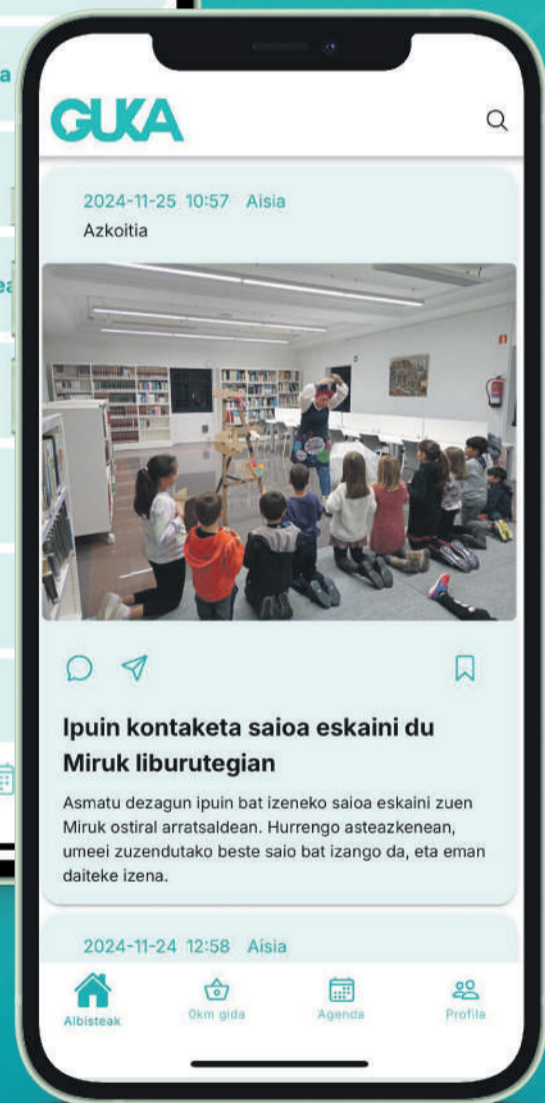 GUKA
2024-11-25 10:57 Aisia
Azkoitia
Ipuin kontaketa saioa eskaini du
Miruk liburutegian
Asmatu dezagun ipuin bat izeneko saioa eskaini zuen
Miruk ostiral arratsaldean. Hurrengo asteazkenean,
umeei zuzendutako beste saio bat izango da, eta eman
daiteke izena.
2024-11-24 12:58 Aisia
Albisteak 0km gida Agenda Profila